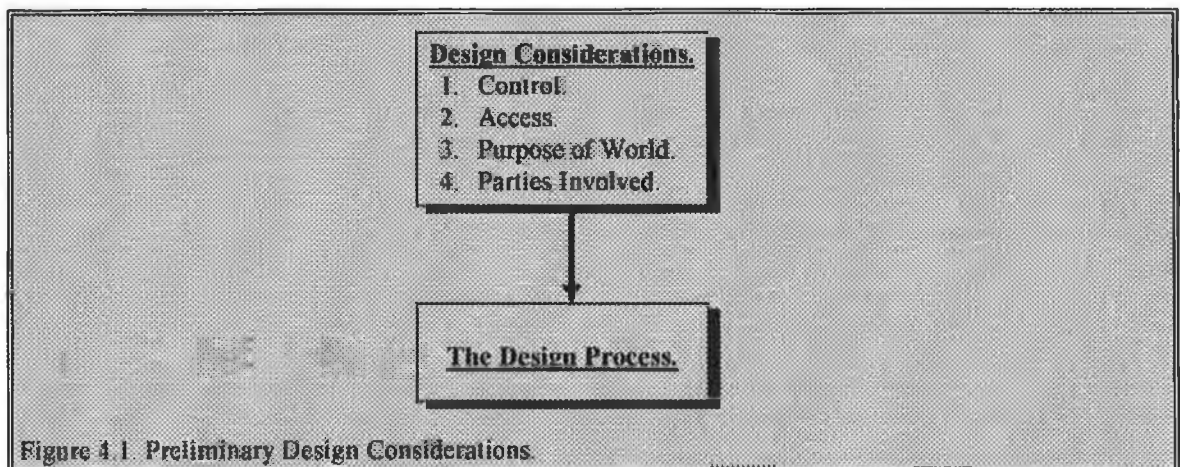 Design Considerations.
1. Control.
2. Access.
3. Purpose of World.
4. Parties Involved.
The Design Process.
Figure 4.1. Preliminary Design Considerations.